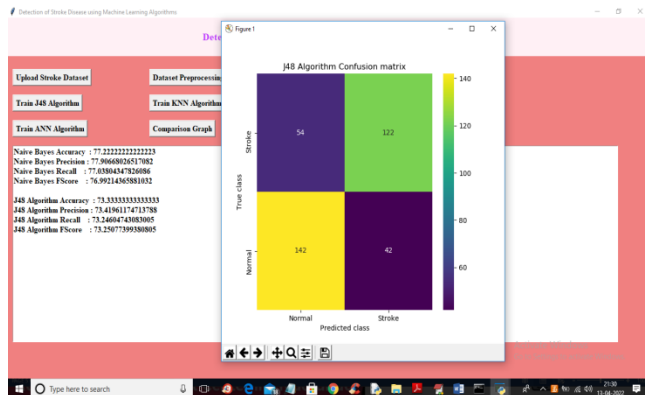 Detection of Stroke Disease using Machine Learning Algorithms
Dete
Upload Stroke Dataset
Dataset Preprocessing
Train J48 Algorithm
Train KNN Algorithm
Train ANN Algorithm
Comparison Graph
Naive Bayes Accuracy : 77.22222222222223
Naive Bayes Precision : 77.90668026517082
Naive Bayes Recall : 77.03804347826086
Naive Bayes FScore : 76.99214365881032
J48 Algorithm Accuracy : 73.33333333333333
J48 Algorithm Precision : 73.41961174713788
J48 Algorithm Recall : 73.24604743083005
J48 Algorithm FScore : 73.25077399380805
Figure 1
J48 Algorithm Confusion matrix
True class
Stroke
Normal
54
122
142
42
Normal
Stroke
Predicted class
140
120
100
80
60
Type here to search
21:30
13-04-2022